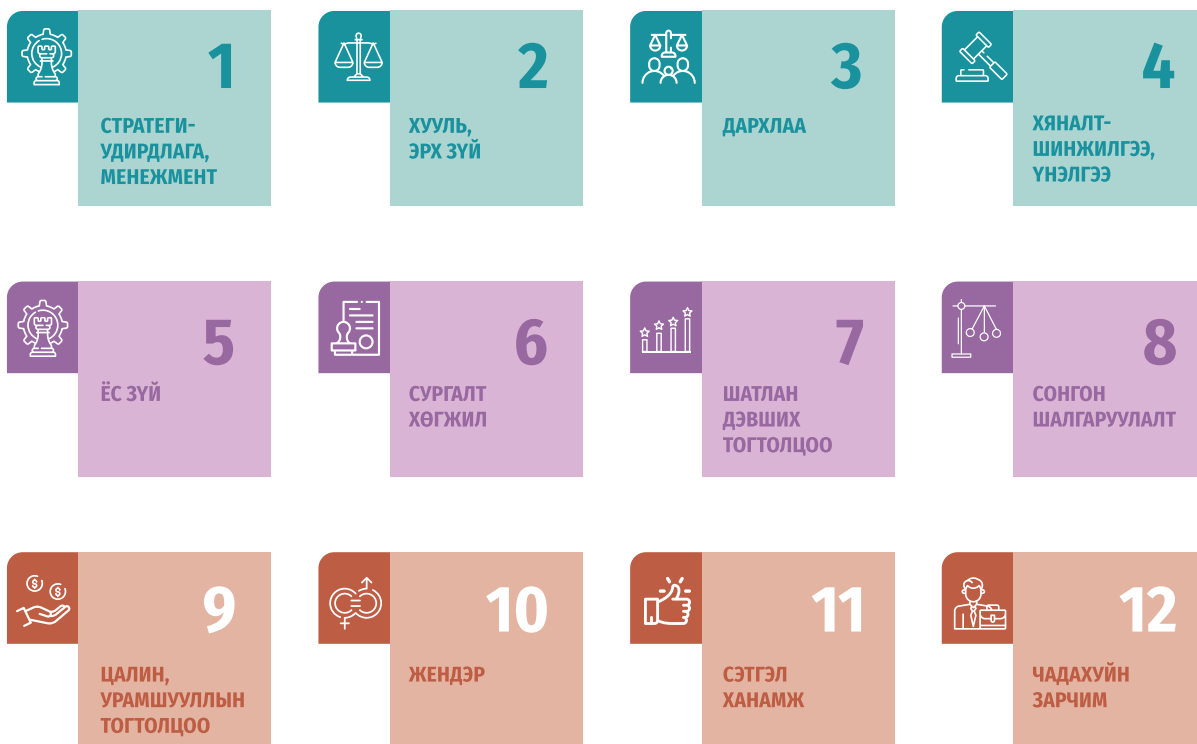 1
СТРАТЕГИ-
УДИРДЛАГА,
МЕНЕЖМЕНТ
2
ХУУЛЬ,
ЭРХ ЗҮЙ
3
ДАРХЛАА
4
ХЯНАЛТ-
ШИНЖИЛГЭЭ,
ҮНЭЛГЭЭ
5
ЁС ЗҮЙ
6
СУРГАЛТ
ХӨГЖИЛ
7
ШАТЛАН
ДЭВШИХ
ТОГТОЛЦОО
8
СОНГОН
ШАЛГАРУУЛАЛТ
9
ЦАЛИН,
УРАМШУУЛЛЫН
ТОГТОЛЦОО
10
ЖЕНДЭР
11
СЭТГЭЛ
ХАНАМЖ
12
ЧАДАХУЙН
ЗАРЧИМ